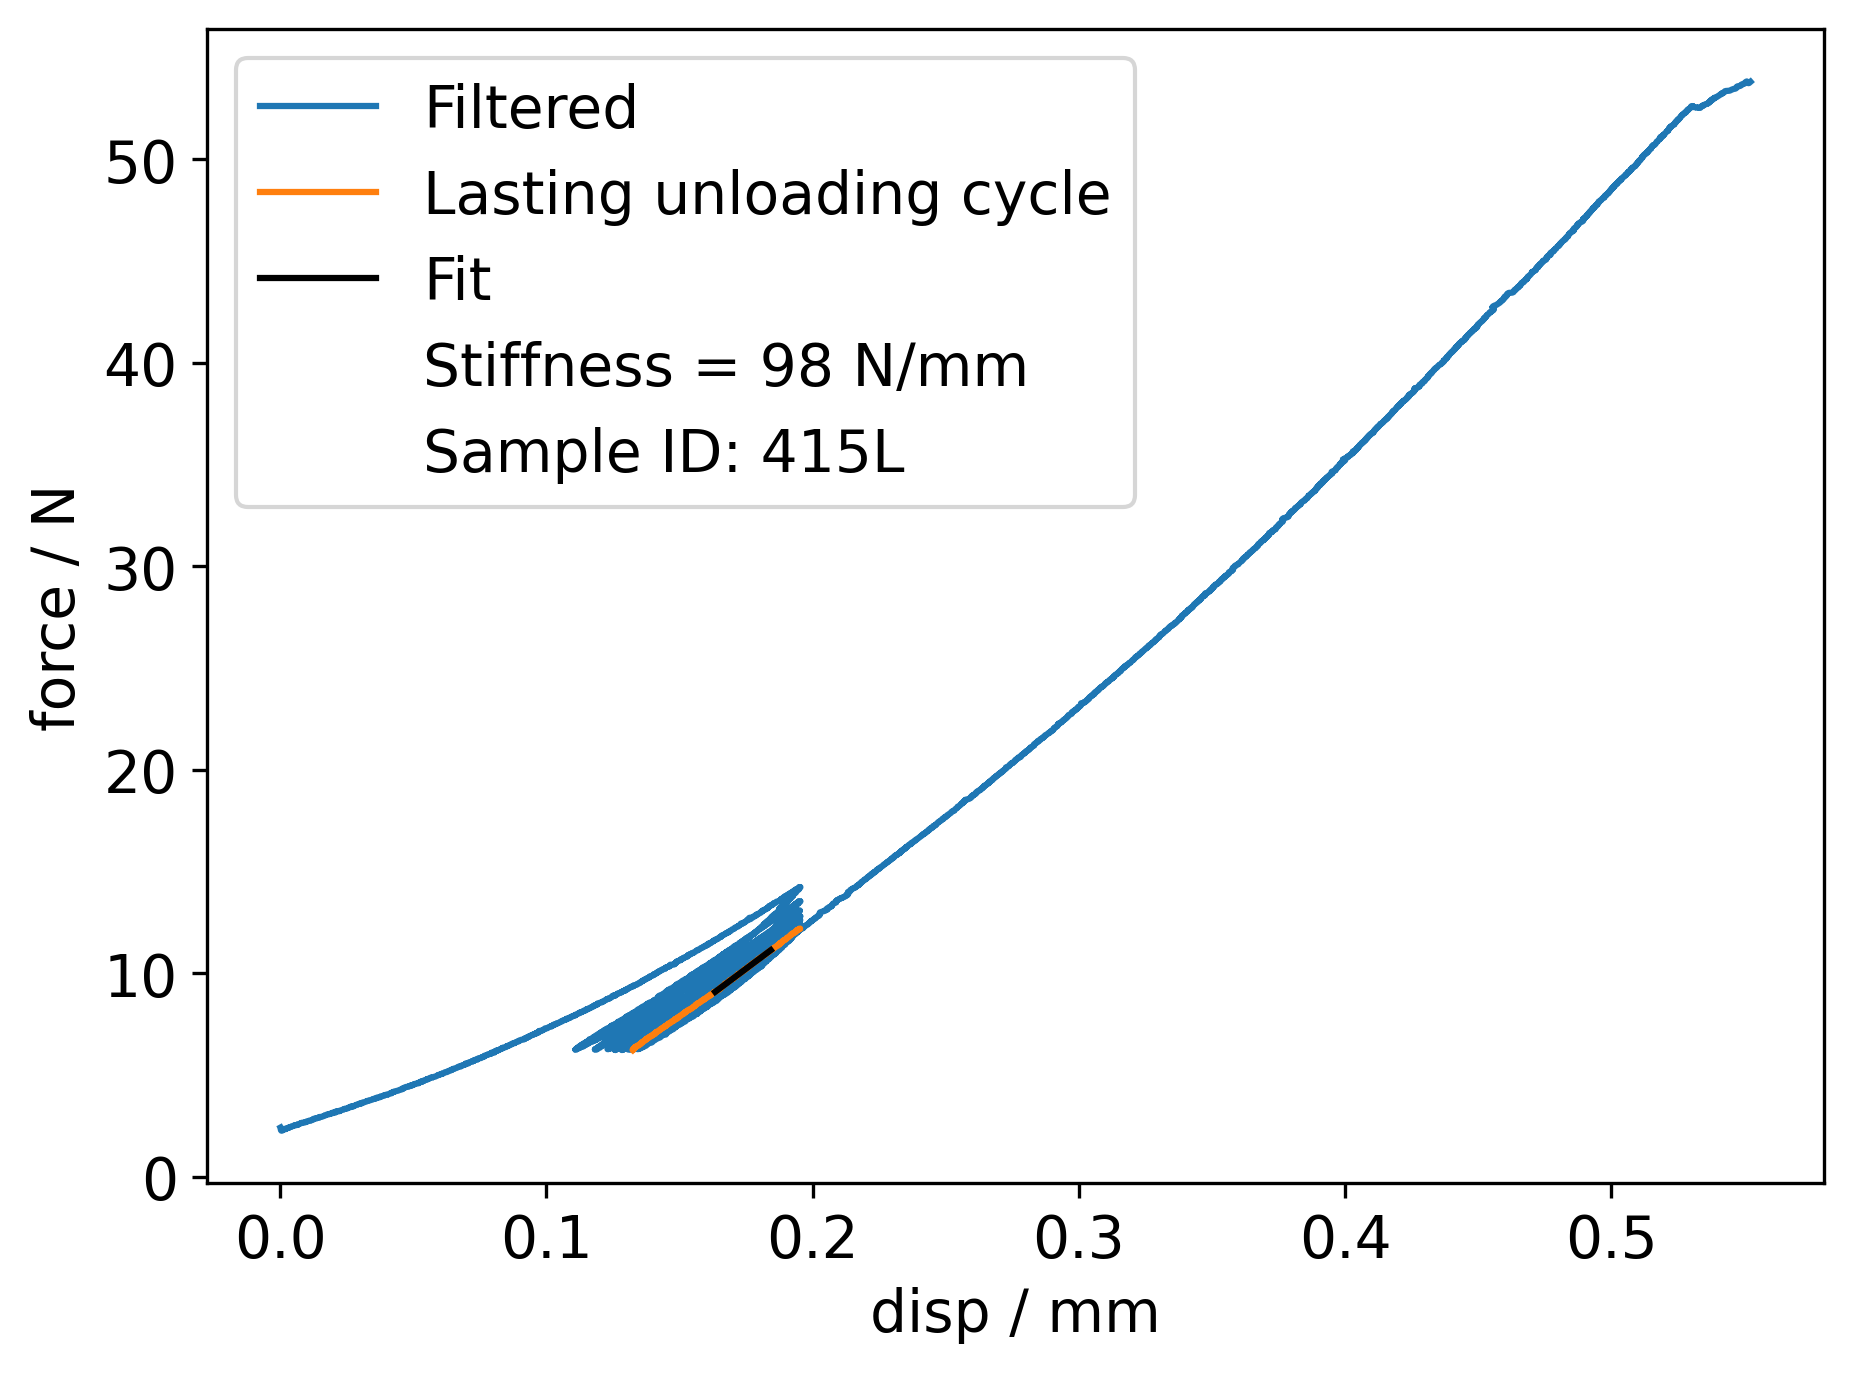 Filtered
Lasting unloading cycle
Fit
Stiffness = 98 N/mm
Sample ID: 415L
50
40
30
20
10
0
force / N
0.0 0.1 0.2 0.3 0.4 0.5
disp / mm